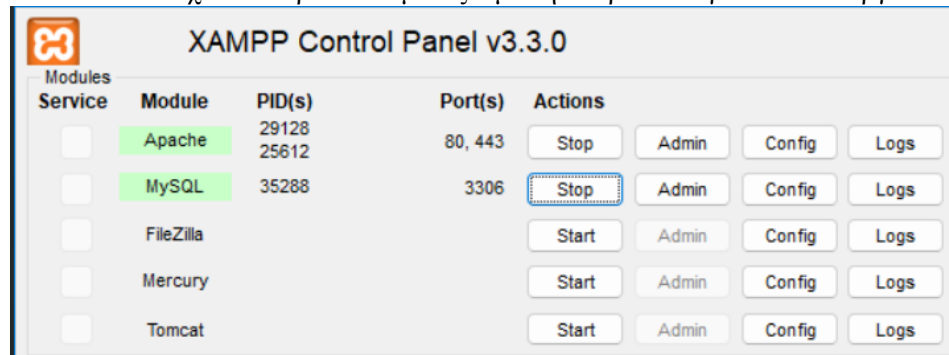 XAMPP Control Panel v3.3.0
Modules
Service Module PID(s) Port(s) Actions
Apache 29128 25612 80, 443 Stop Admin Config Logs
MySQL 35288 3306 Stop Admin Config Logs
FileZilla Start Admin Config Logs
Mercury Start Admin Config Logs
Tomcat Start Admin Config Logs